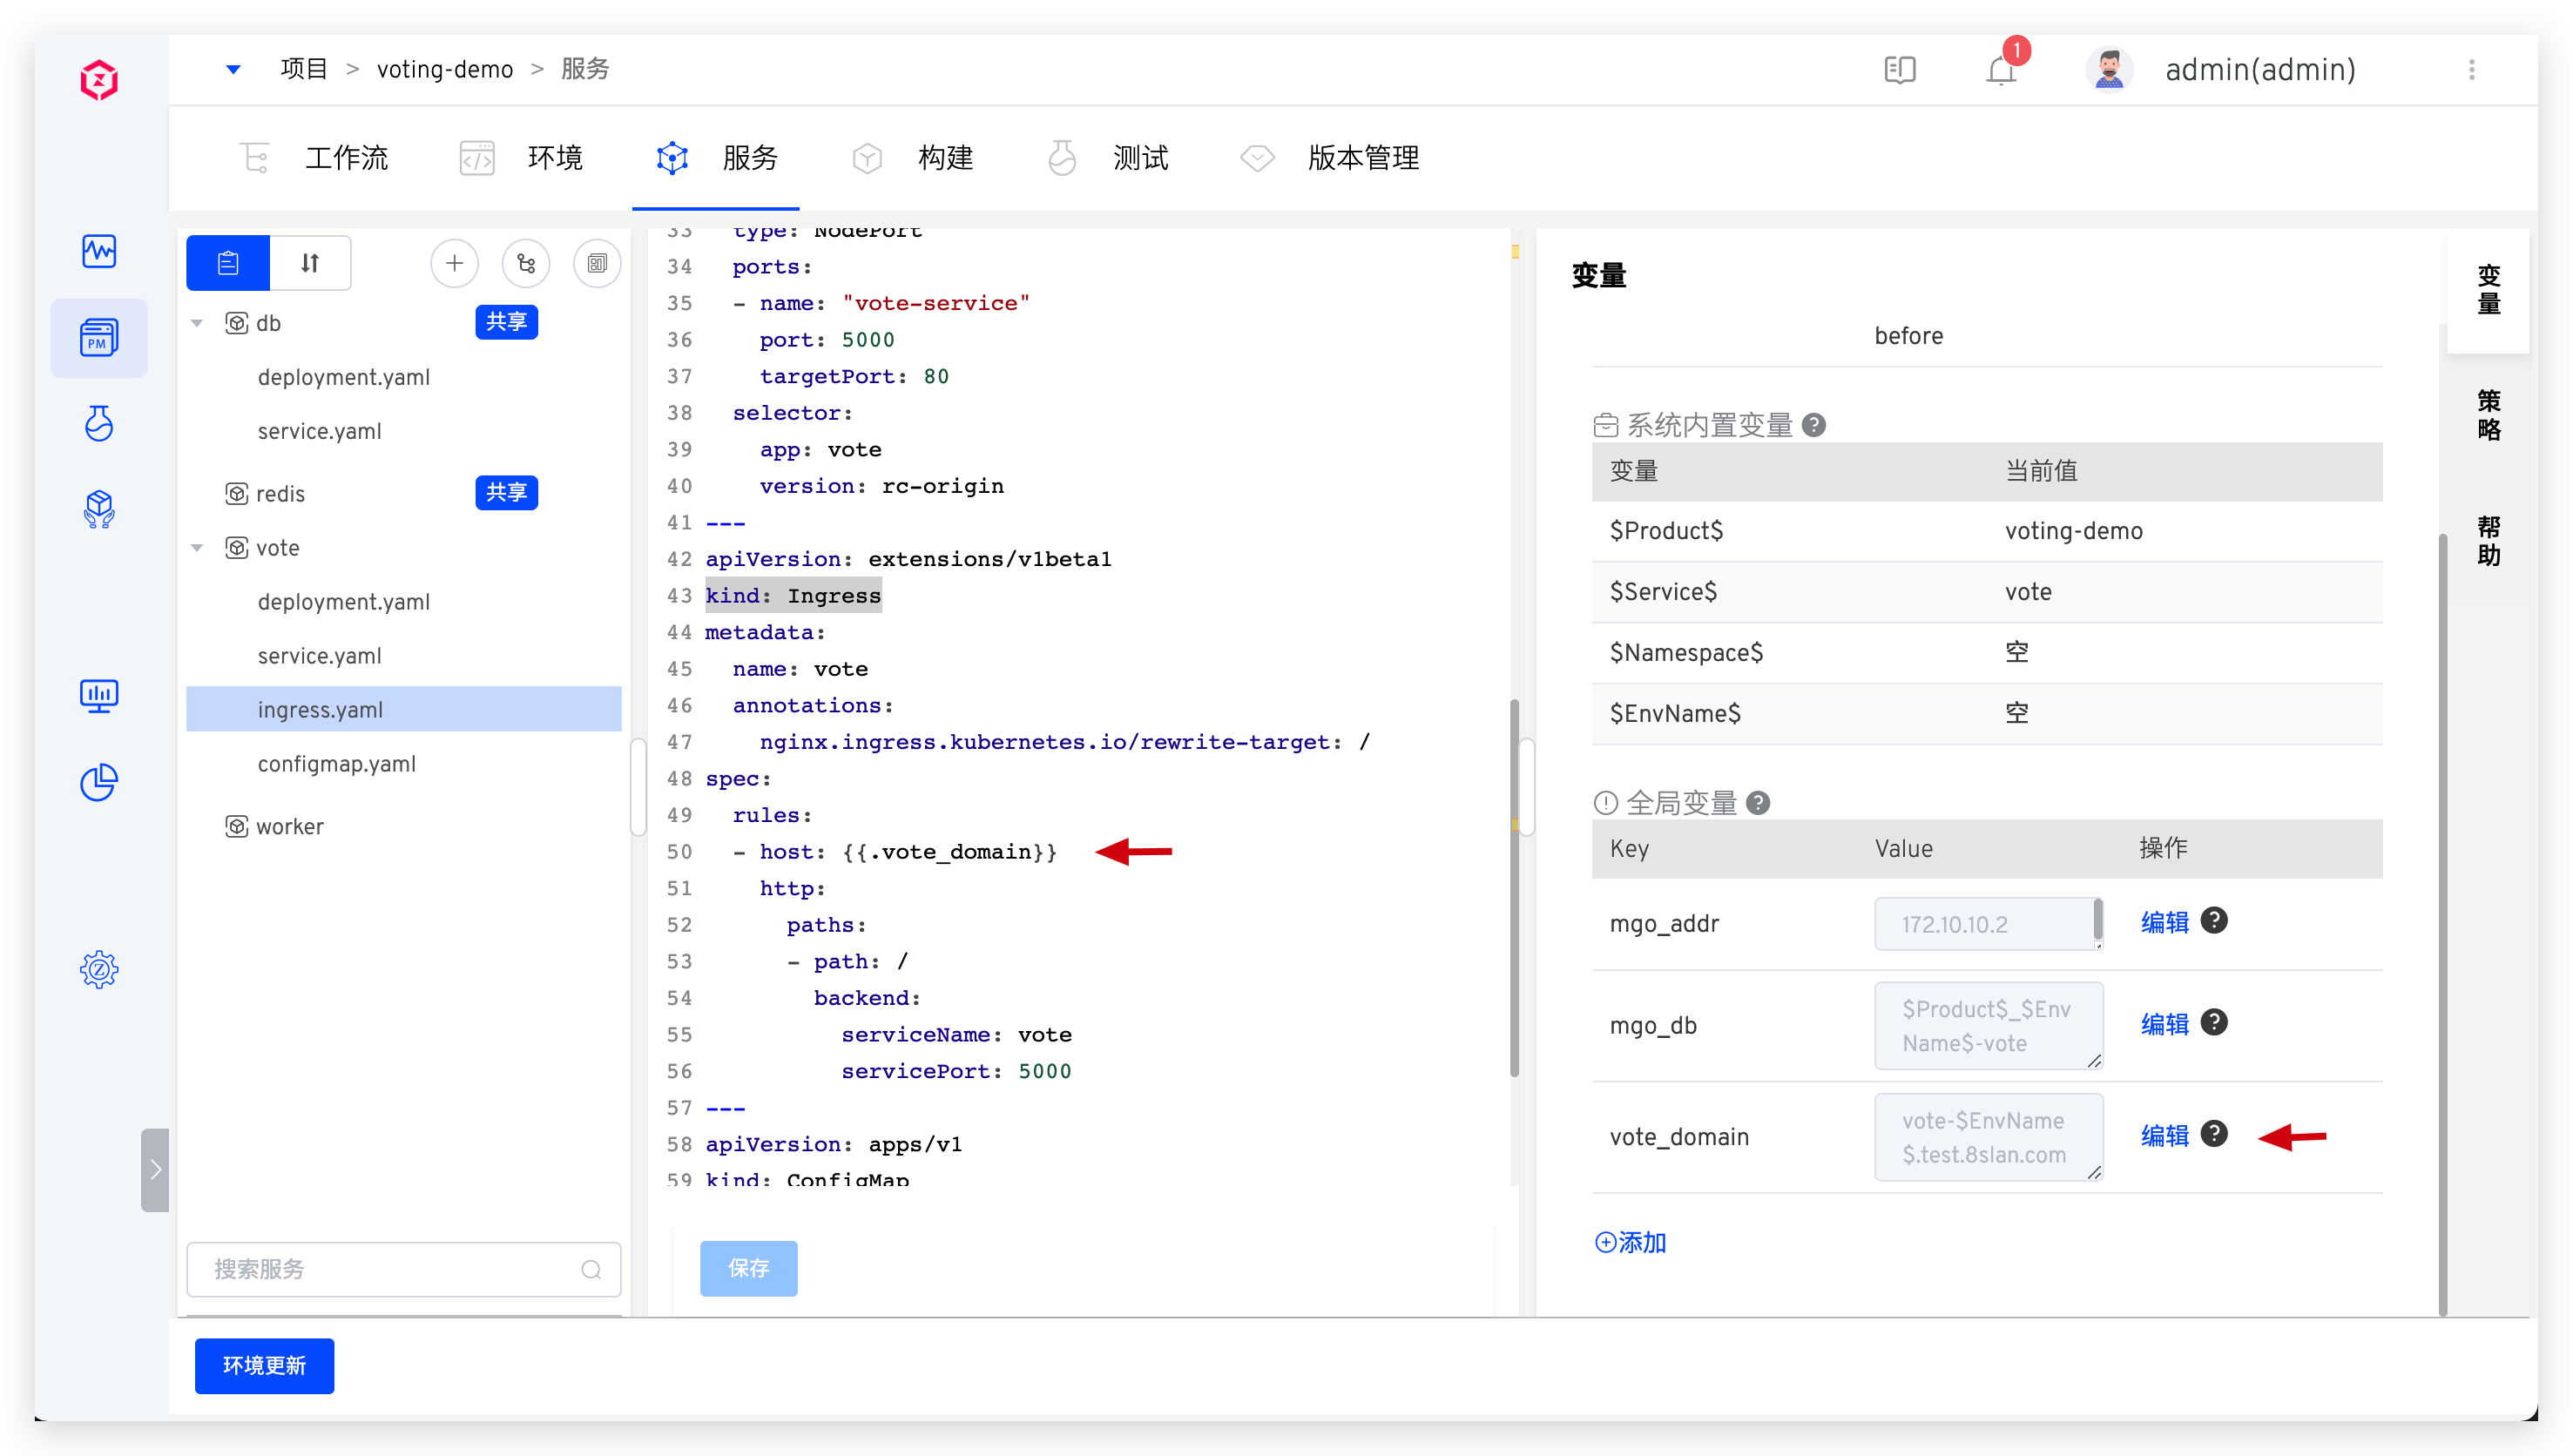 项目 > voting-demo > 服务
1
admin(admin)
工作流
环境
服务
构建
测试
版本管理
PM
db
共享
deployment.yaml
service.yaml
redis
共享
vote
deployment.yaml
service.yaml
ingress.yaml
configmap.yaml
worker
搜索服务
33 type: NodePort
34 ports:
35 - name: "vote-service"
36 port: 5000
37 targetPort: 80
38 selector:
39 app: vote
40 version: rc-origin
41 ---
42 apiVersion: extensions/v1beta1
43 kind: Ingress
44 metadata:
45 name: vote
46 annotations:
47 nginx.ingress.kubernetes.io/rewrite-target: /
48 spec:
49 rules:
50 - host: {{.vote_domain}}
51 http:
52 paths:
53 - path: /
54 backend:
55 serviceName: vote
56 servicePort: 5000
57 ---
58 apiVersion: apps/v1
59 kind: ConfigMap
保存
变量
before
系统内置变量 ?
变量 当前值
$Product$ voting-demo
$Service$ vote
$Namespace$ 空
$EnvName$ 空
全局变量 ?
Key Value 操作
mgo_addr 172.10.10.2 编辑 ?
mgo_db $Product$_$Env
Name$-vote 编辑 ?
vote_domain vote-$EnvName
$.test.8slan.com 编辑 ?
添加
变量
策略
帮助
环境更新